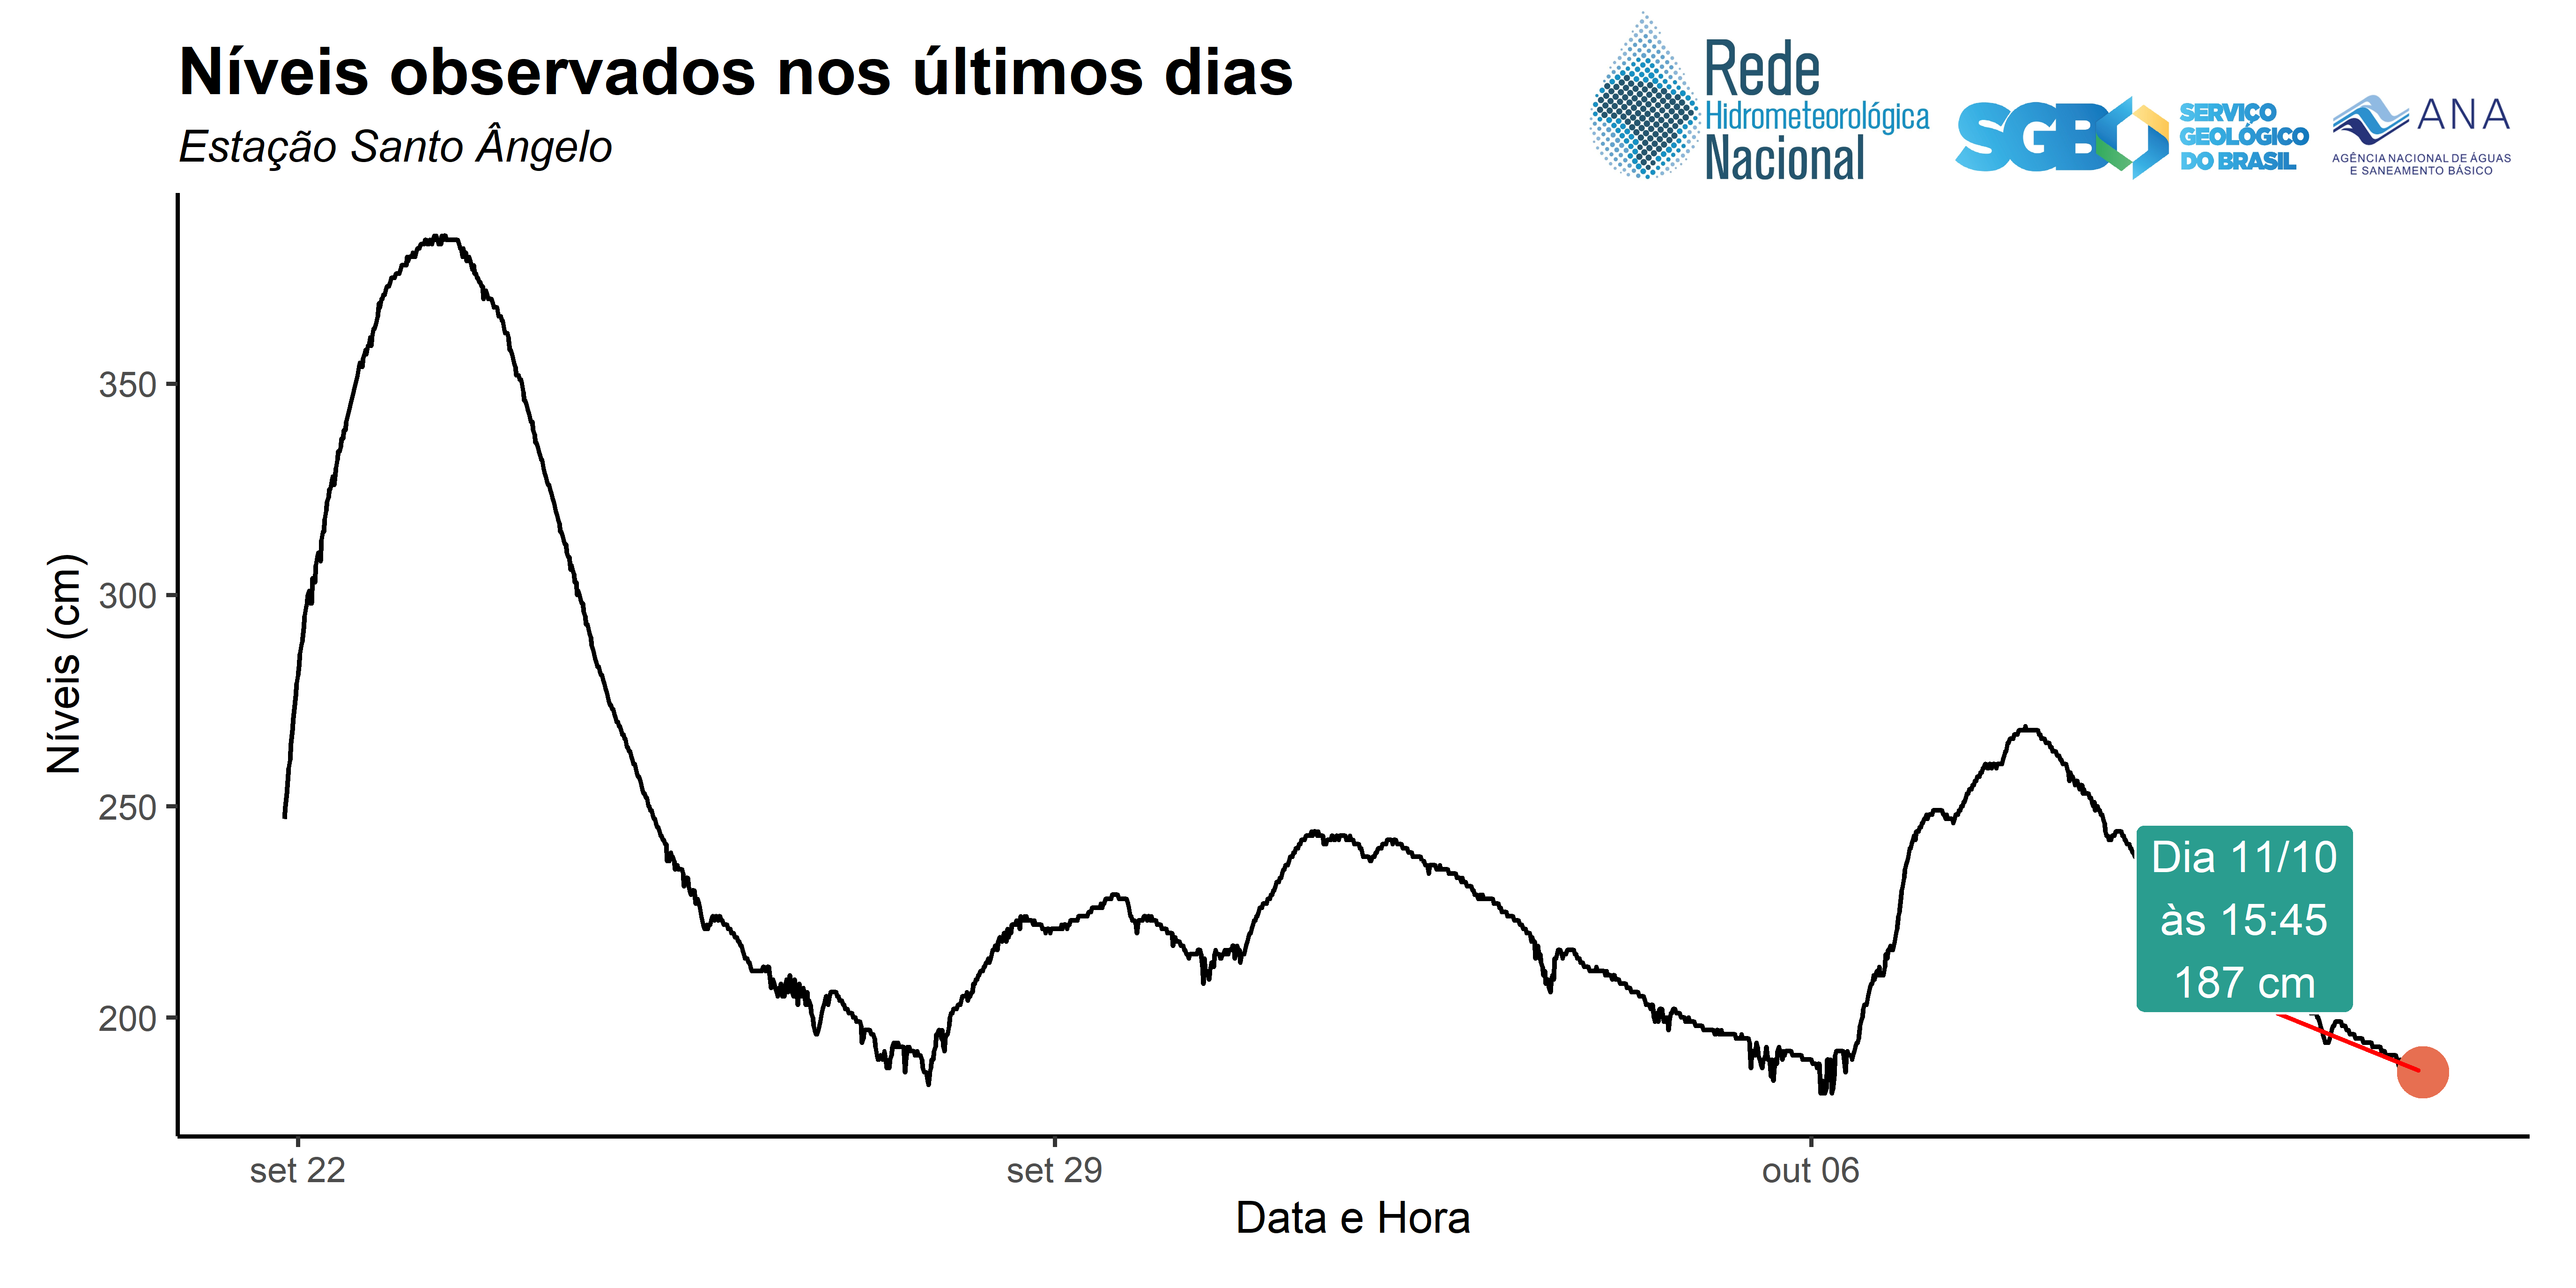 Níveis observados nos últimos dias
Estação Santo Ângelo
Rede
Hidrometeorológica
Nacional
SGB
SERVIÇO
GEOLÓGICO
DO BRASIL
ANA
AGÊNCIA NACIONAL DE ÁGUAS
E SANEAMENTO BÁSICO
Níveis (cm)
350
300
250
200
Dia 11/10
às 15:45
187 cm
set 22
set 29
out 06
Data e Hora